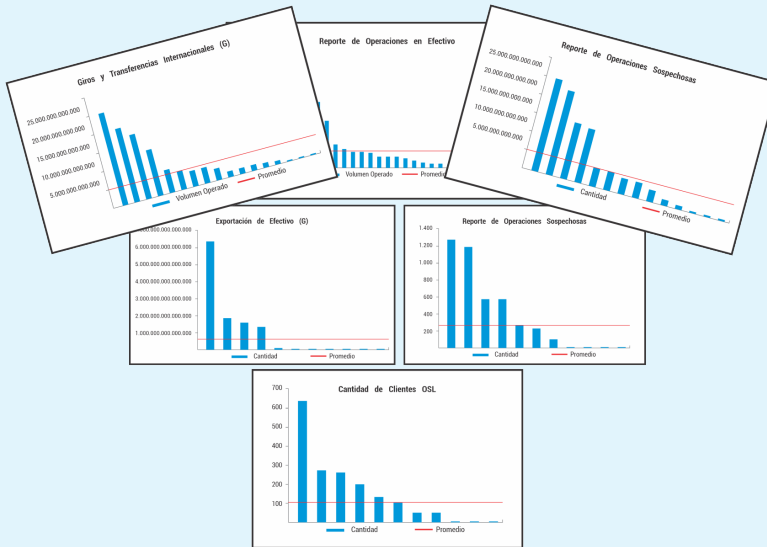 Giros y Transferencias Internacionales (G)
25.000.000.000.000
20.000.000.000.000
15.000.000.000.000
10.000.000.000.000
5.000.000.000.000
Volumen Operado
Promedio
Reporte de Operaciones en Efectivo
Volumen Operado
Promedio
Reporte de Operaciones Sospechosas
25.000.000.000.000
20.000.000.000.000
15.000.000.000.000
10.000.000.000.000
5.000.000.000.000
Cantidad
Promedio
Exportación de Efectivo (G)
6.000.000.000.000.000
5.000.000.000.000.000
4.000.000.000.000.000
3.000.000.000.000.000
2.000.000.000.000.000
1.000.000.000.000.000
Cantidad
Promedio
Reporte de Operaciones Sospechosas
1.400
1.200
1.000
800
600
400
200
Cantidad
Promedio
Cantidad de Clientes OSL
700
600
500
400
300
200
100
Cantidad
Promedio